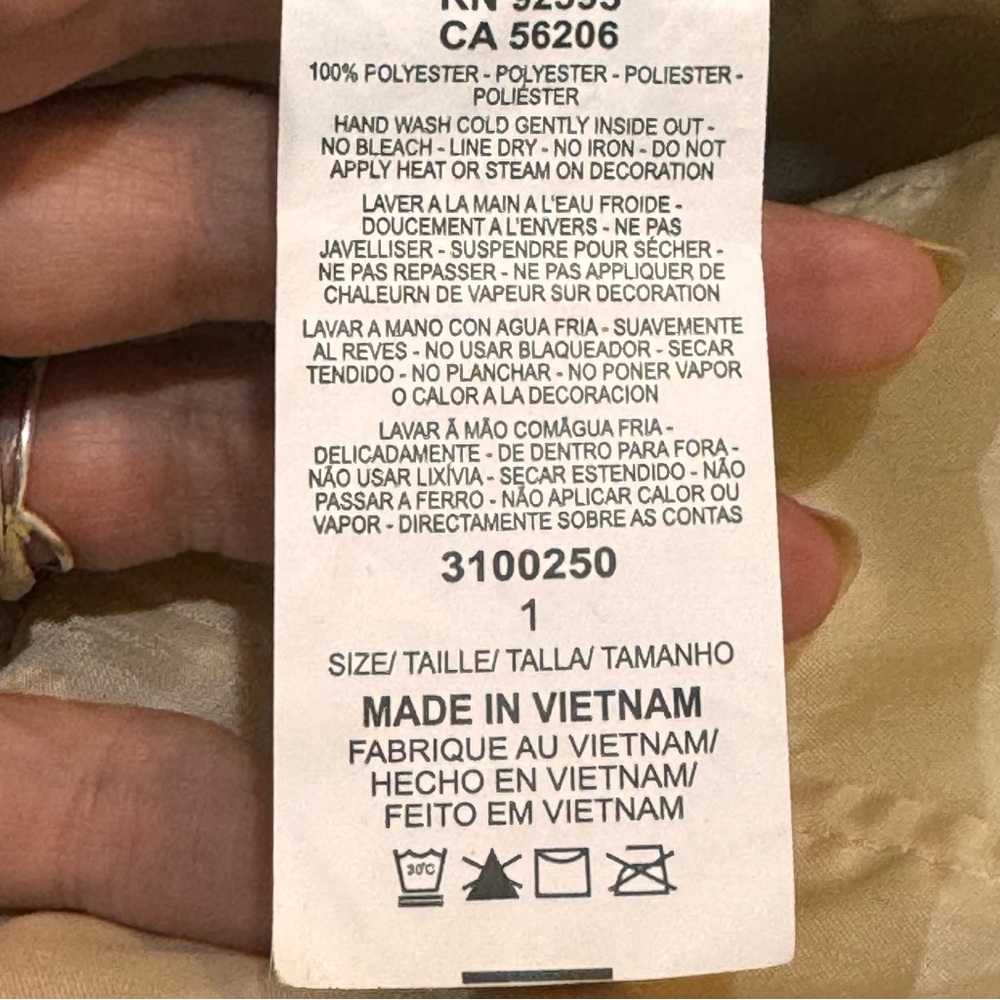 CA 56206
100% POLYESTER - POLYESTER - POLIESTER -
POLIÉSTER
HAND WASH COLD GENTLY INSIDE OUT -
NO BLEACH - LINE DRY - NO IRON - DO NOT
APPLY HEAT OR STEAM ON DECORATION
LAVER A LA MAIN A L'EAU FROIDE -
DOUCEMENT A L'ENVERS - NE PAS
JAVELLISER - SUSPENDRE POUR SÉCHER -
NE PAS REPASSER - NE PAS APPLIQUER DE
CHALEURN DE VAPEUR SUR DECORATION
LAVAR A MANO CON AGUA FRIA - SUAVEMENTE
AL REVES - NO USAR BLAQUEADOR - SECAR
TENDIDO - NO PLANCHAR - NO PONER VAPOR
O CALOR A LA DECORACION
LAVAR Ã MÃO COMÃGUA FRIA -
DELICADAMENTE - DE DENTRO PARA FORA -
NÃO USAR LIXÍVIA - SECAR ESTENDIDO - NÃO
PASSAR A FERRO - NÃO APLICAR CALOR OU
VAPOR - DIRECTAMENTE SOBRE AS CONTAS
3100250
1
SIZE/ TAILLE/ TALLA/ TAMANHO
MADE IN VIETNAM
FABRIQUE AU VIETNAM/
HECHO EN VIETNAM/
FEITO EM VIETNAM
30°C